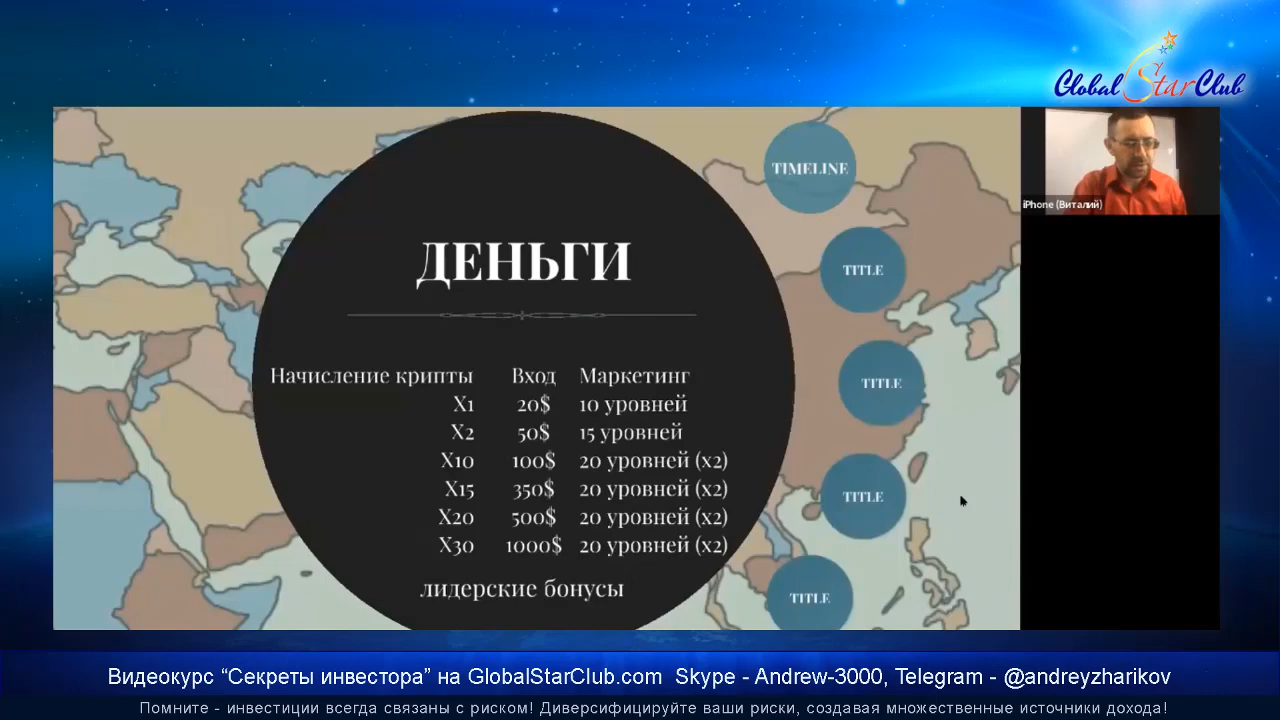 Global Star Club
TIMELINE
iPhone (Виталий)
ДЕНЬГИ
TITLE
Начисление крипты Вход Маркетинг
X1 20$ 10 уровней
X2 50$ 15 уровней
X10 100$ 20 уровней (x2)
X15 350$ 20 уровней (x2)
X20 500$ 20 уровней (x2)
X30 1000$ 20 уровней (x2)
лидерские бонусы
TITLE
TITLE
TITLE
Видеокурс “Секреты инвестора” на GlobalStarClub.com Skype - Andrew-3000, Telegram - @andreyzharikov
Помните - инвестиции всегда связаны с риском! Диверсифицируйте ваши риски, создавая множественные источники дохода!